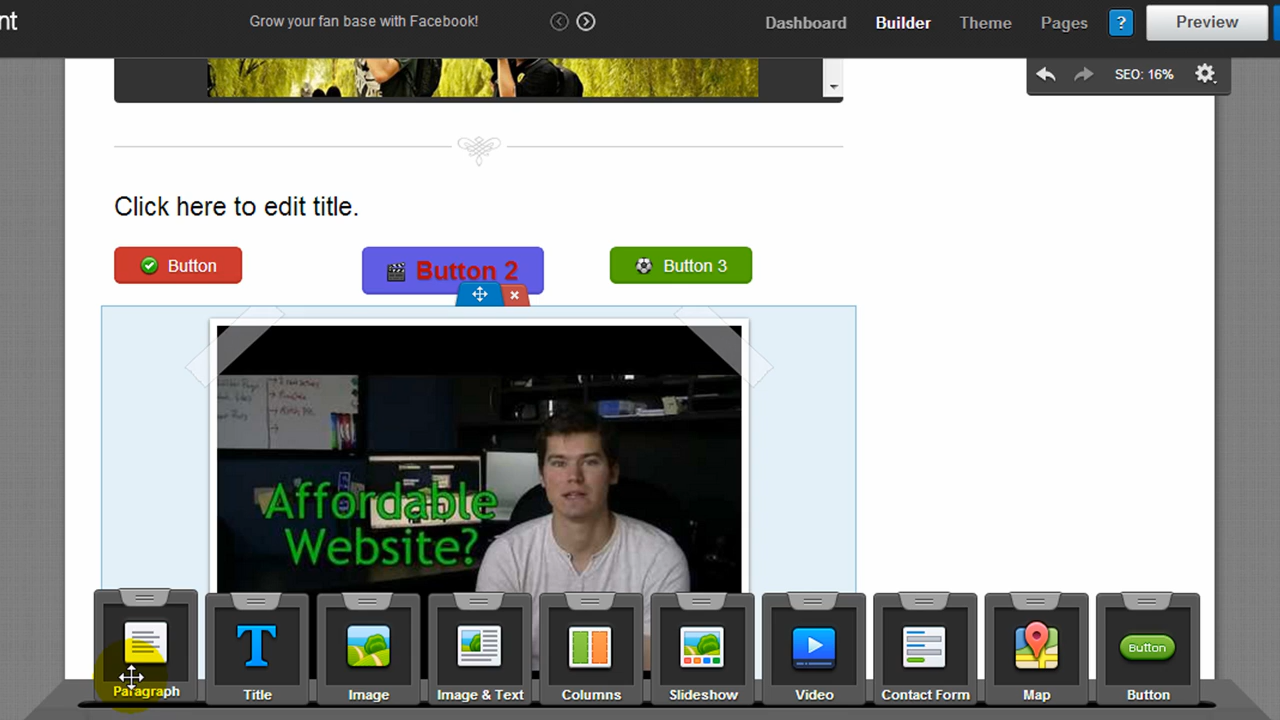 nt
Grow your fan base with Facebook!
Dashboard
Builder
Theme
Pages
?
Preview
SEO: 16%
Click here to edit title.
Button
Button 2
Button 3
Affordable
Website?
Paragraph
Title
Image
Image & Text
Columns
Slideshow
Video
Contact Form
Map
Button
Button